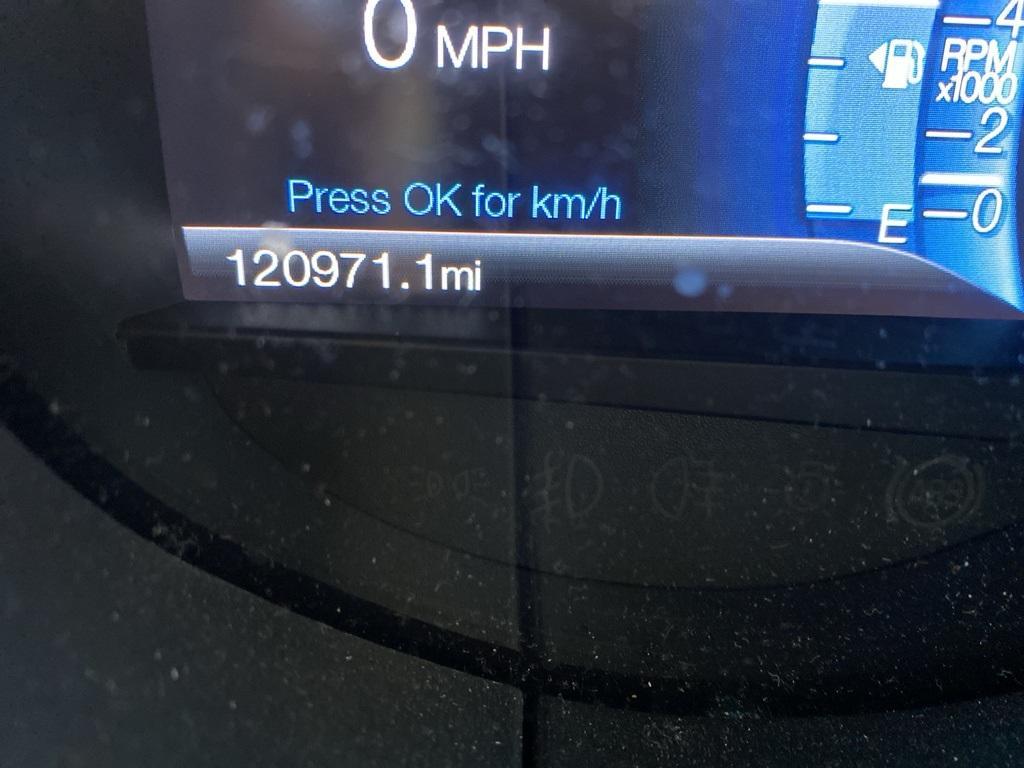 0 MPH
4
RPM
x1000
2
Press OK for km/h
E
0
120971.1mi